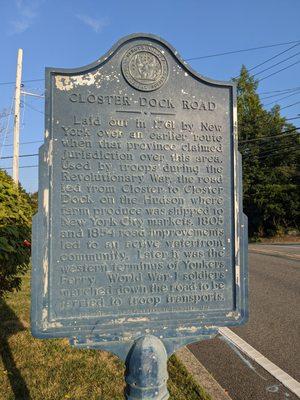 CLOSTER DOCK ROAD
Laid out in 1761 by New
York over an earlier route
when that province claimed
jurisdiction over this area.
Used by troops during the
Revolutionary War, the road
led from Closter to Closter
Dock on the Hudson where
farm produce was shipped to
New York City markets. 1805
and 1854 road improvements
led to an active waterfront
community. Later it was the
western terminus of Yonkers
Ferry. World War I soldiers
marched down the road to be
ferried to troop transports.